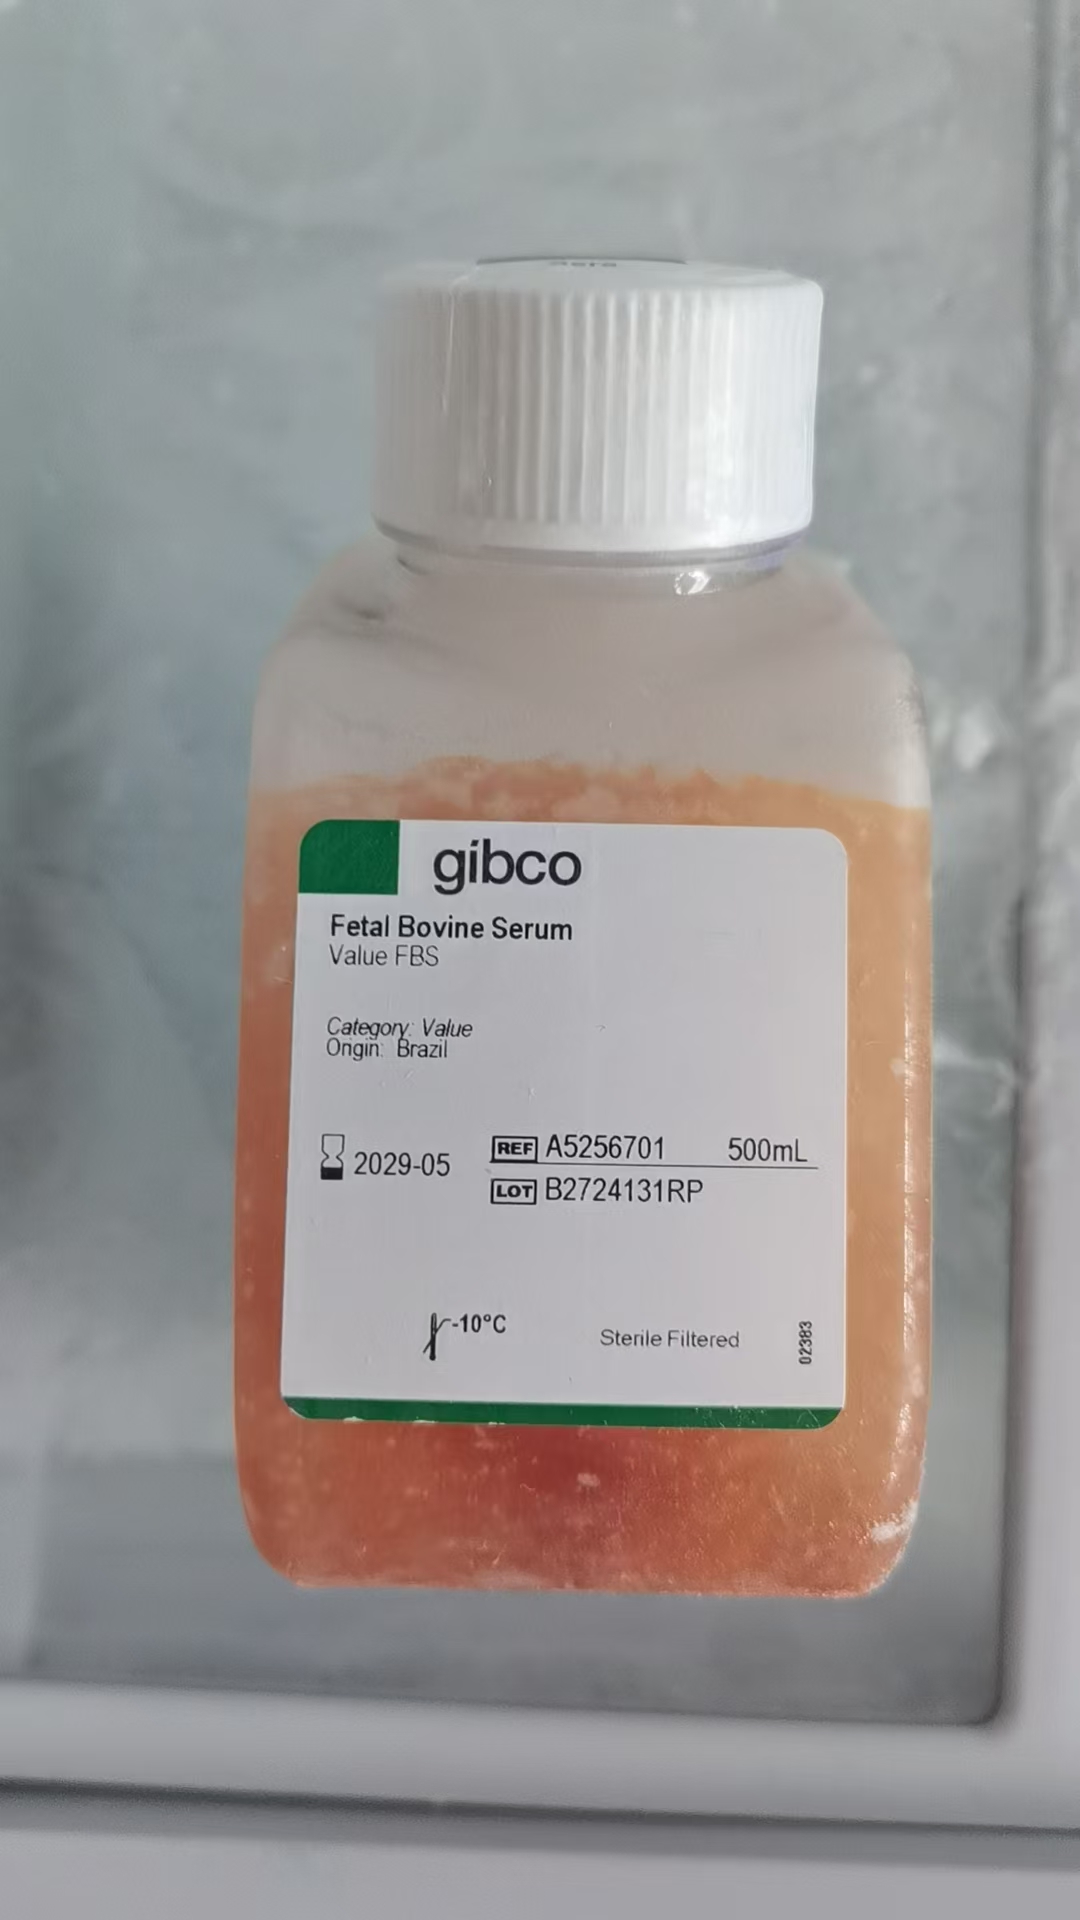 gibco
Fetal Bovine Serum
Value FBS
Category: Value
Origin: Brazil
2029-05
REF A5256701 500mL
LOT B2724131RP
-10°C
Sterile Filtered
02383